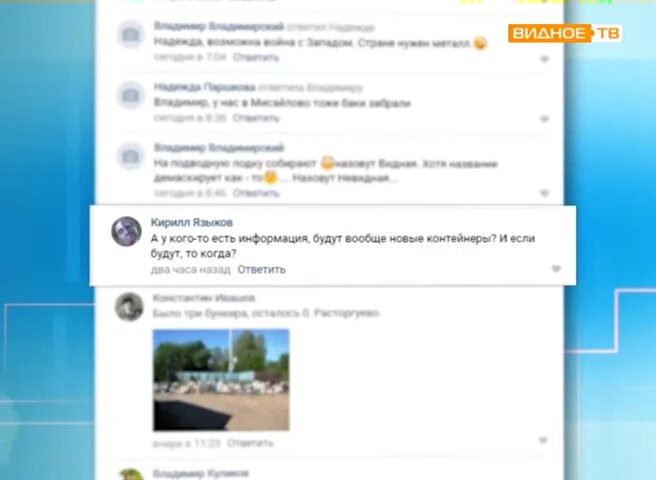 ВИДНОЕ ТВ
Владимир Владимирский ответил Надежде
Надежда, возможна война с Западом. Стране нужен металл.
сегодня в 7:04 Ответить
Надежда Паршкова ответила Владимиру
Владимир, у нас в Мисайлово тоже баки забрали
сегодня в 8:36 Ответить
Владимир Владимирский
На подводную лодку собирают назовут Видная. Хотя название
демаскирует как - то .... Назовут Невидная...
сегодня в 8:46 Ответить
Кирилл Языков
А у кого-то есть информация, будут вообще новые контейнеры? И если
будут, то когда?
два часа назад Ответить
Константин Ивашов
Было три бункера, осталось 0. Расторгуево.
вчера в 11:25 Ответить
Владимир Куликов